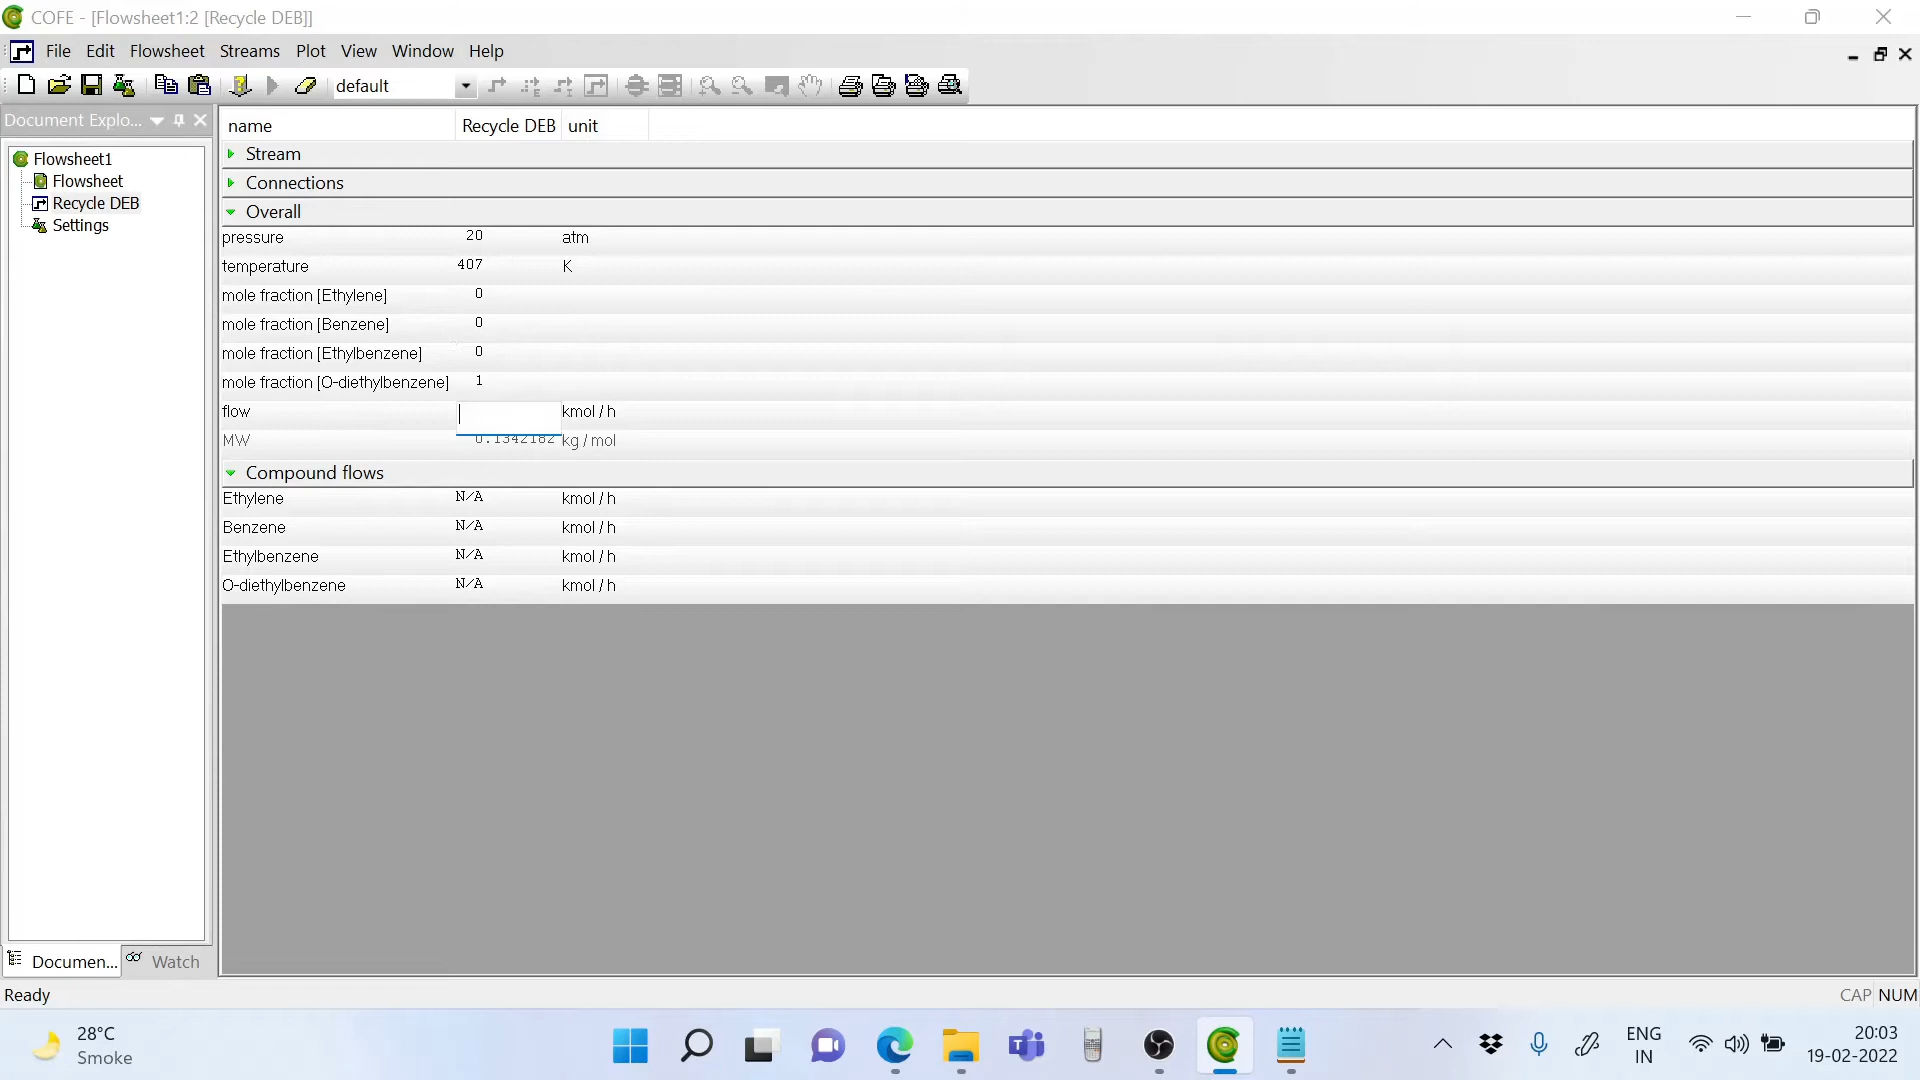 COFE - [Flowsheet1:2 [Recycle DEB]]
File Edit Flowsheet Streams Plot View Window Help
default
Document Explo...
Flowsheet1
Flowsheet
Recycle DEB
Settings
name Recycle DEB unit
Stream
Connections
Overall
pressure 20 atm
temperature 407 K
mole fraction [Ethylene] 0
mole fraction [Benzene] 0
mole fraction [Ethylbenzene] 0
mole fraction [O-diethylbenzene] 1
flow kmol / h
MW 0.1342182 kg / mol
Compound flows
Ethylene N/A kmol / h
Benzene N/A kmol / h
Ethylbenzene N/A kmol / h
O-diethylbenzene N/A kmol / h
Documen... Watch
Ready
CAP NUM
28°C
Smoke
ENG
IN
20:03
19-02-2022